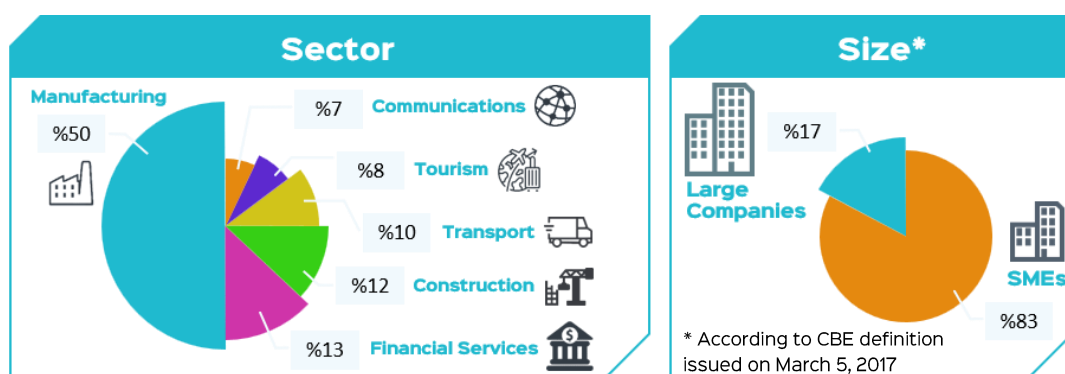 Sector
Manufacturing
%50
%7 Communications
%8 Tourism
%10 Transport
%12 Construction
%13 Financial Services
Size*
%17
Large
Companies
SMEs
%83
* According to CBE definition
issued on March 5, 2017